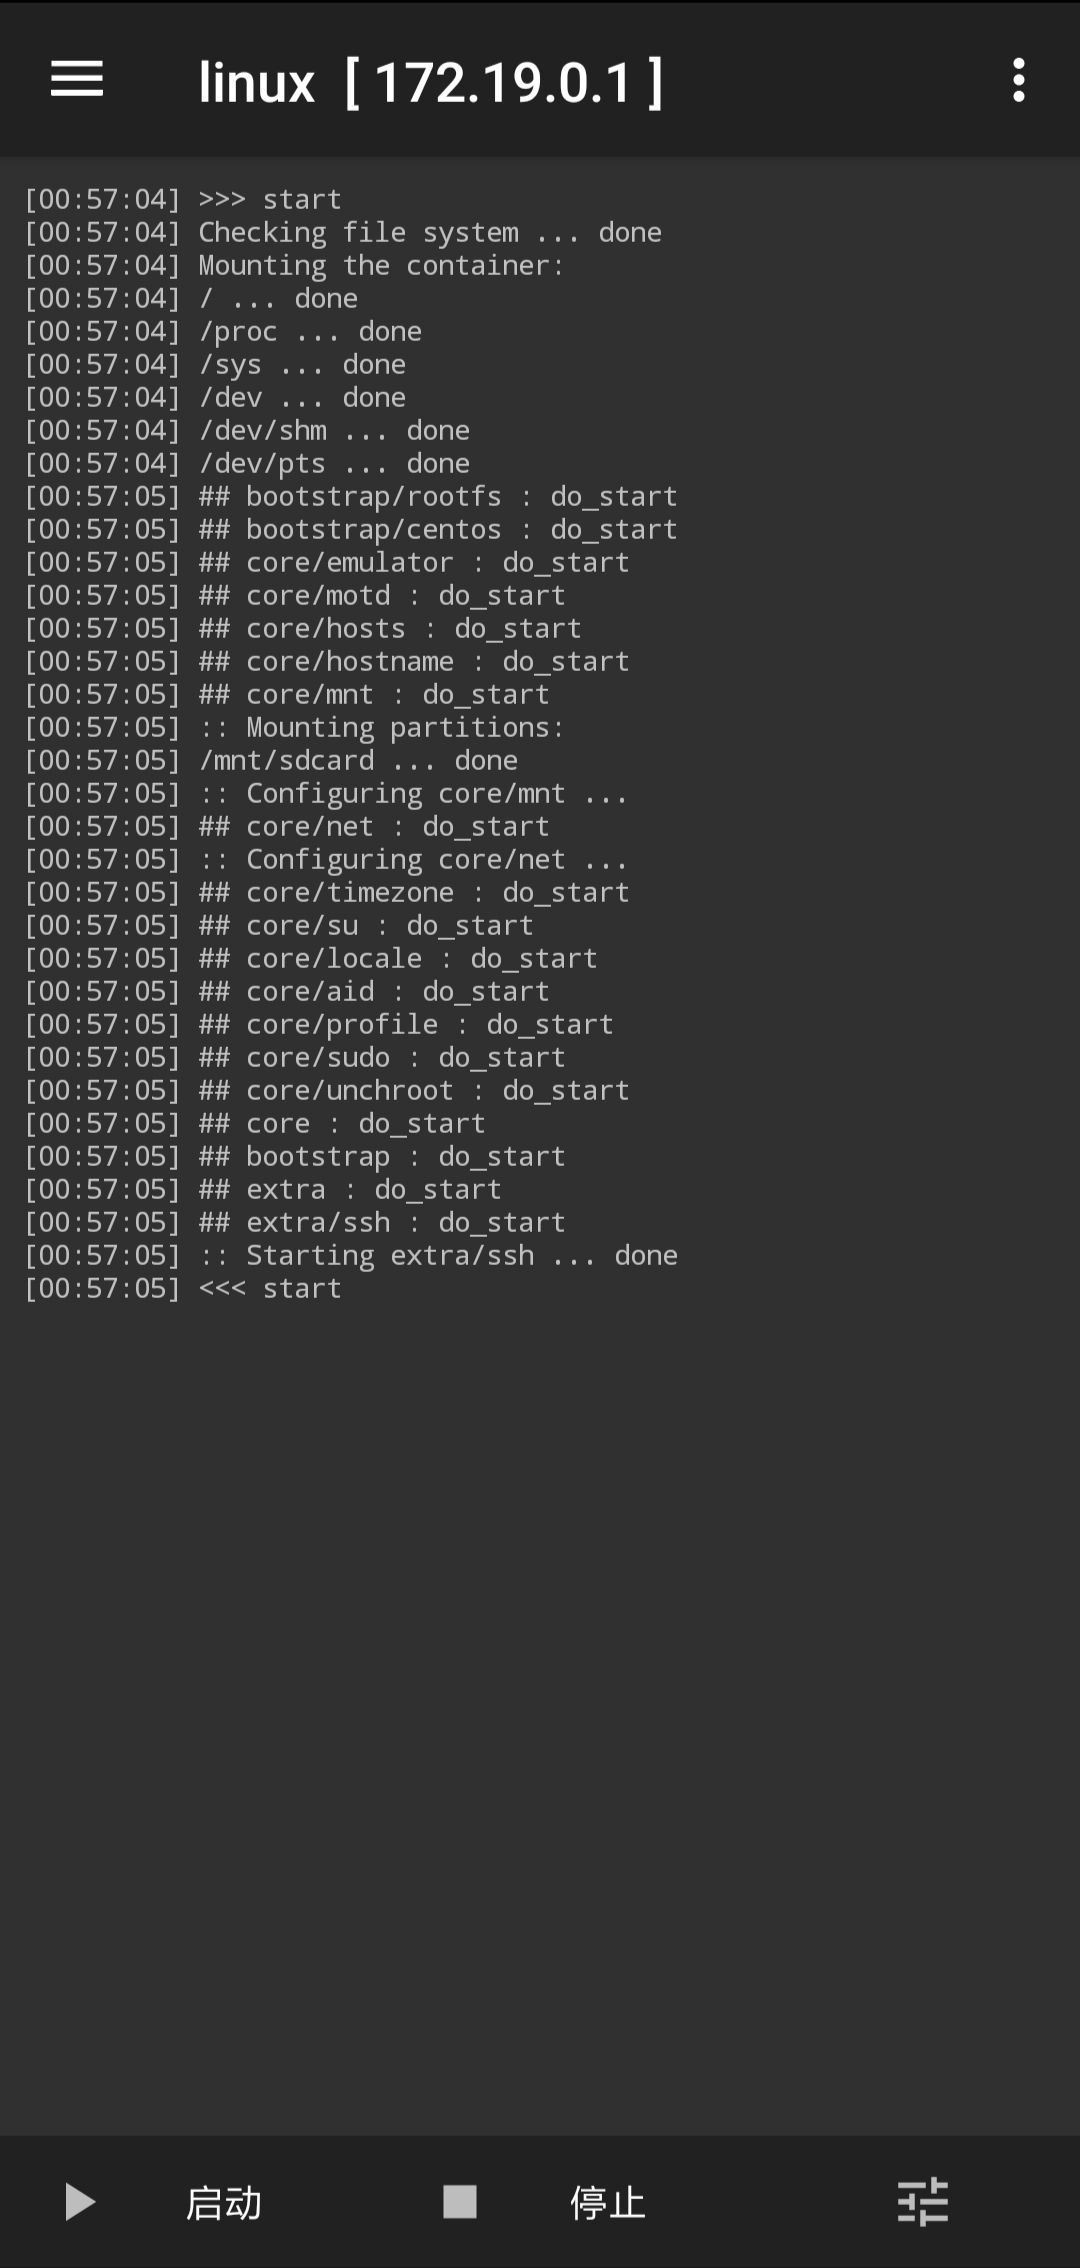 linux [ 172.19.0.1 ]
[00:57:04] >>> start
[00:57:04] Checking file system ... done
[00:57:04] Mounting the container:
[00:57:04] / ... done
[00:57:04] /proc ... done
[00:57:04] /sys ... done
[00:57:04] /dev ... done
[00:57:04] /dev/shm ... done
[00:57:04] /dev/pts ... done
[00:57:05] ## bootstrap/rootfs : do_start
[00:57:05] ## bootstrap/centos : do_start
[00:57:05] ## core/emulator : do_start
[00:57:05] ## core/motd : do_start
[00:57:05] ## core/hosts : do_start
[00:57:05] ## core/hostname : do_start
[00:57:05] ## core/mnt : do_start
[00:57:05] :: Mounting partitions:
[00:57:05] /mnt/sdcard ... done
[00:57:05] :: Configuring core/mnt ...
[00:57:05] ## core/net : do_start
[00:57:05] :: Configuring core/net ...
[00:57:05] ## core/timezone : do_start
[00:57:05] ## core/su : do_start
[00:57:05] ## core/locale : do_start
[00:57:05] ## core/aid : do_start
[00:57:05] ## core/profile : do_start
[00:57:05] ## core/sudo : do_start
[00:57:05] ## core/unchroot : do_start
[00:57:05] ## core : do_start
[00:57:05] ## bootstrap : do_start
[00:57:05] ## extra : do_start
[00:57:05] ## extra/ssh : do_start
[00:57:05] :: Starting extra/ssh ... done
[00:57:05] <<< start
启动 停止